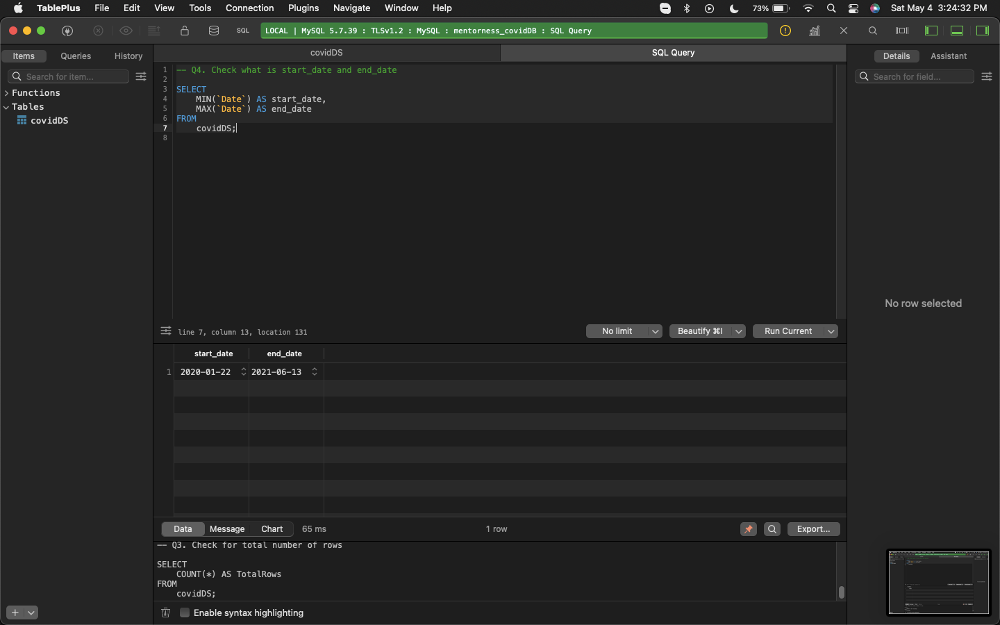 TablePlus File Edit View Tools Connection Plugins Navigate Window Help 73% Sat May 4 3:24:32 PM
SQL LOCAL | MySQL 5.7.39 : TLSv1.2 : MySQL : mentorness_covidDB : SQL Query
Items Queries History
covidDS SQL Query
Details Assistant
Search for item...
Search for field...
Functions
Tables
covidDS
1 -- Q4. Check what is start_date and end_date
2
3 SELECT
4 MIN(`Date`) AS start_date,
5 MAX(`Date`) AS end_date
6 FROM
7 covidDS;
8
No row selected
line 7, column 13, location 131
No limit Beautify ⌘I Run Current
start_date end_date
1 2020-01-22 2021-06-13
Data Message Chart 65 ms 1 row Export...
-- Q3. Check for total number of rows
SELECT
COUNT(*) AS TotalRows
FROM
covidDS;
Enable syntax highlighting